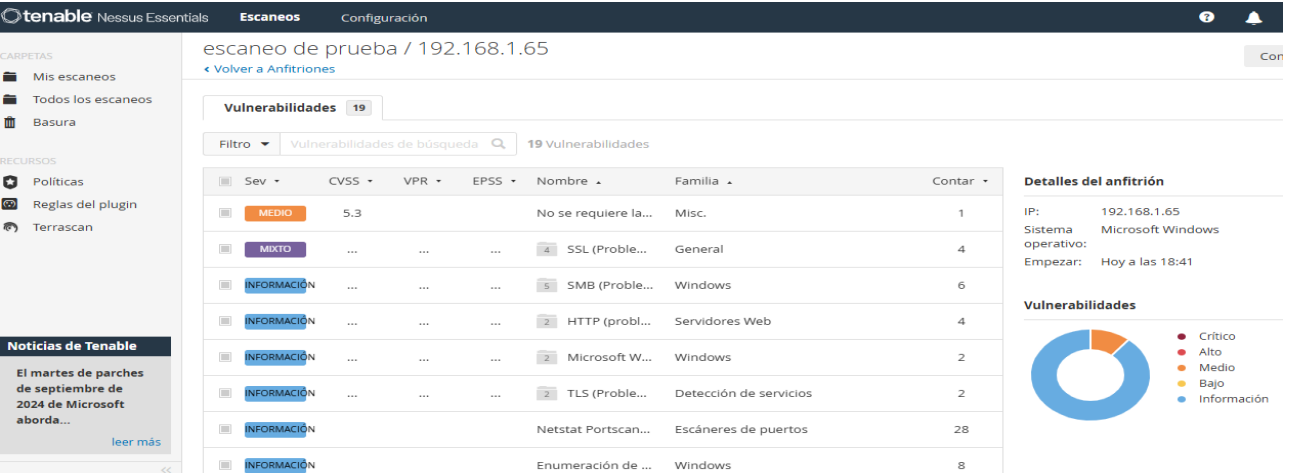 tenable Nessus Essentials Escaneos Configuración
CARPETAS
Mis escaneos
Todos los escaneos
Basura
RECURSOS
Políticas
Reglas del plugin
Terrascan
Noticias de Tenable
El martes de parches
de septiembre de
2024 de Microsoft
aborda...
leer más
escaneo de prueba / 192.168.1.65
Volver a Anfitriones
Con
Vulnerabilidades 19
Filtro Vulnerabilidades de búsqueda 19 Vulnerabilidades
Sev CVSS VPR EPSS Nombre Familia Contar
MEDIO 5.3 No se requiere la... Misc. 1
MIXTO ... ... ... 4 SSL (Proble... General 4
INFORMACIÓN ... ... ... 5 SMB (Proble... Windows 6
INFORMACIÓN ... ... ... 2 HTTP (probl... Servidores Web 4
INFORMACIÓN ... ... ... 2 Microsoft W... Windows 2
INFORMACIÓN ... ... ... 2 TLS (Proble... Detección de servicios 2
INFORMACIÓN Netstat Portscan... Escáneres de puertos 28
INFORMACIÓN Enumeración de ... Windows 8
Detalles del anfitrión
IP: 192.168.1.65
Sistema Microsoft Windows
operativo:
Empezar: Hoy a las 18:41
Vulnerabilidades
Crítico
Alto
Medio
Bajo
Información